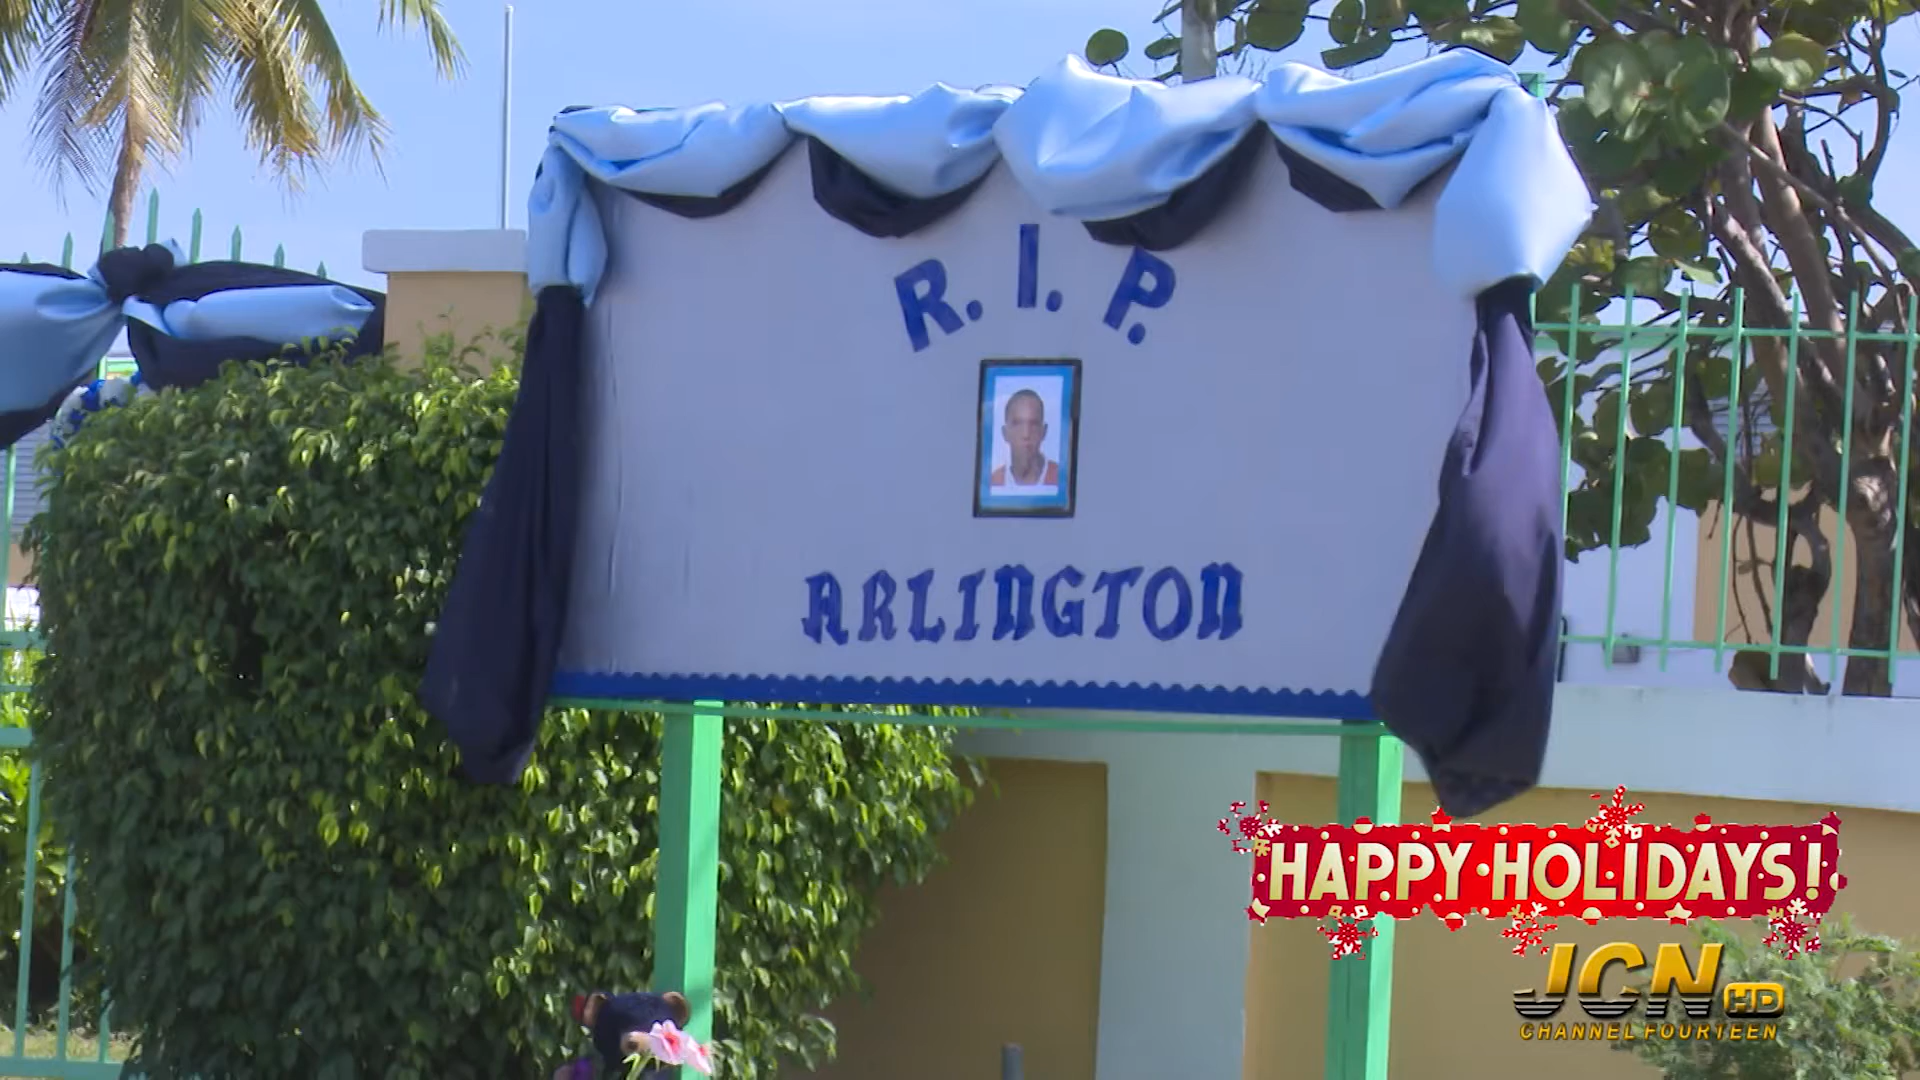 R. I. P.
ARLINGTON
HAPPY HOLIDAYS!
JCN HD
CHANNEL FOURTEEN